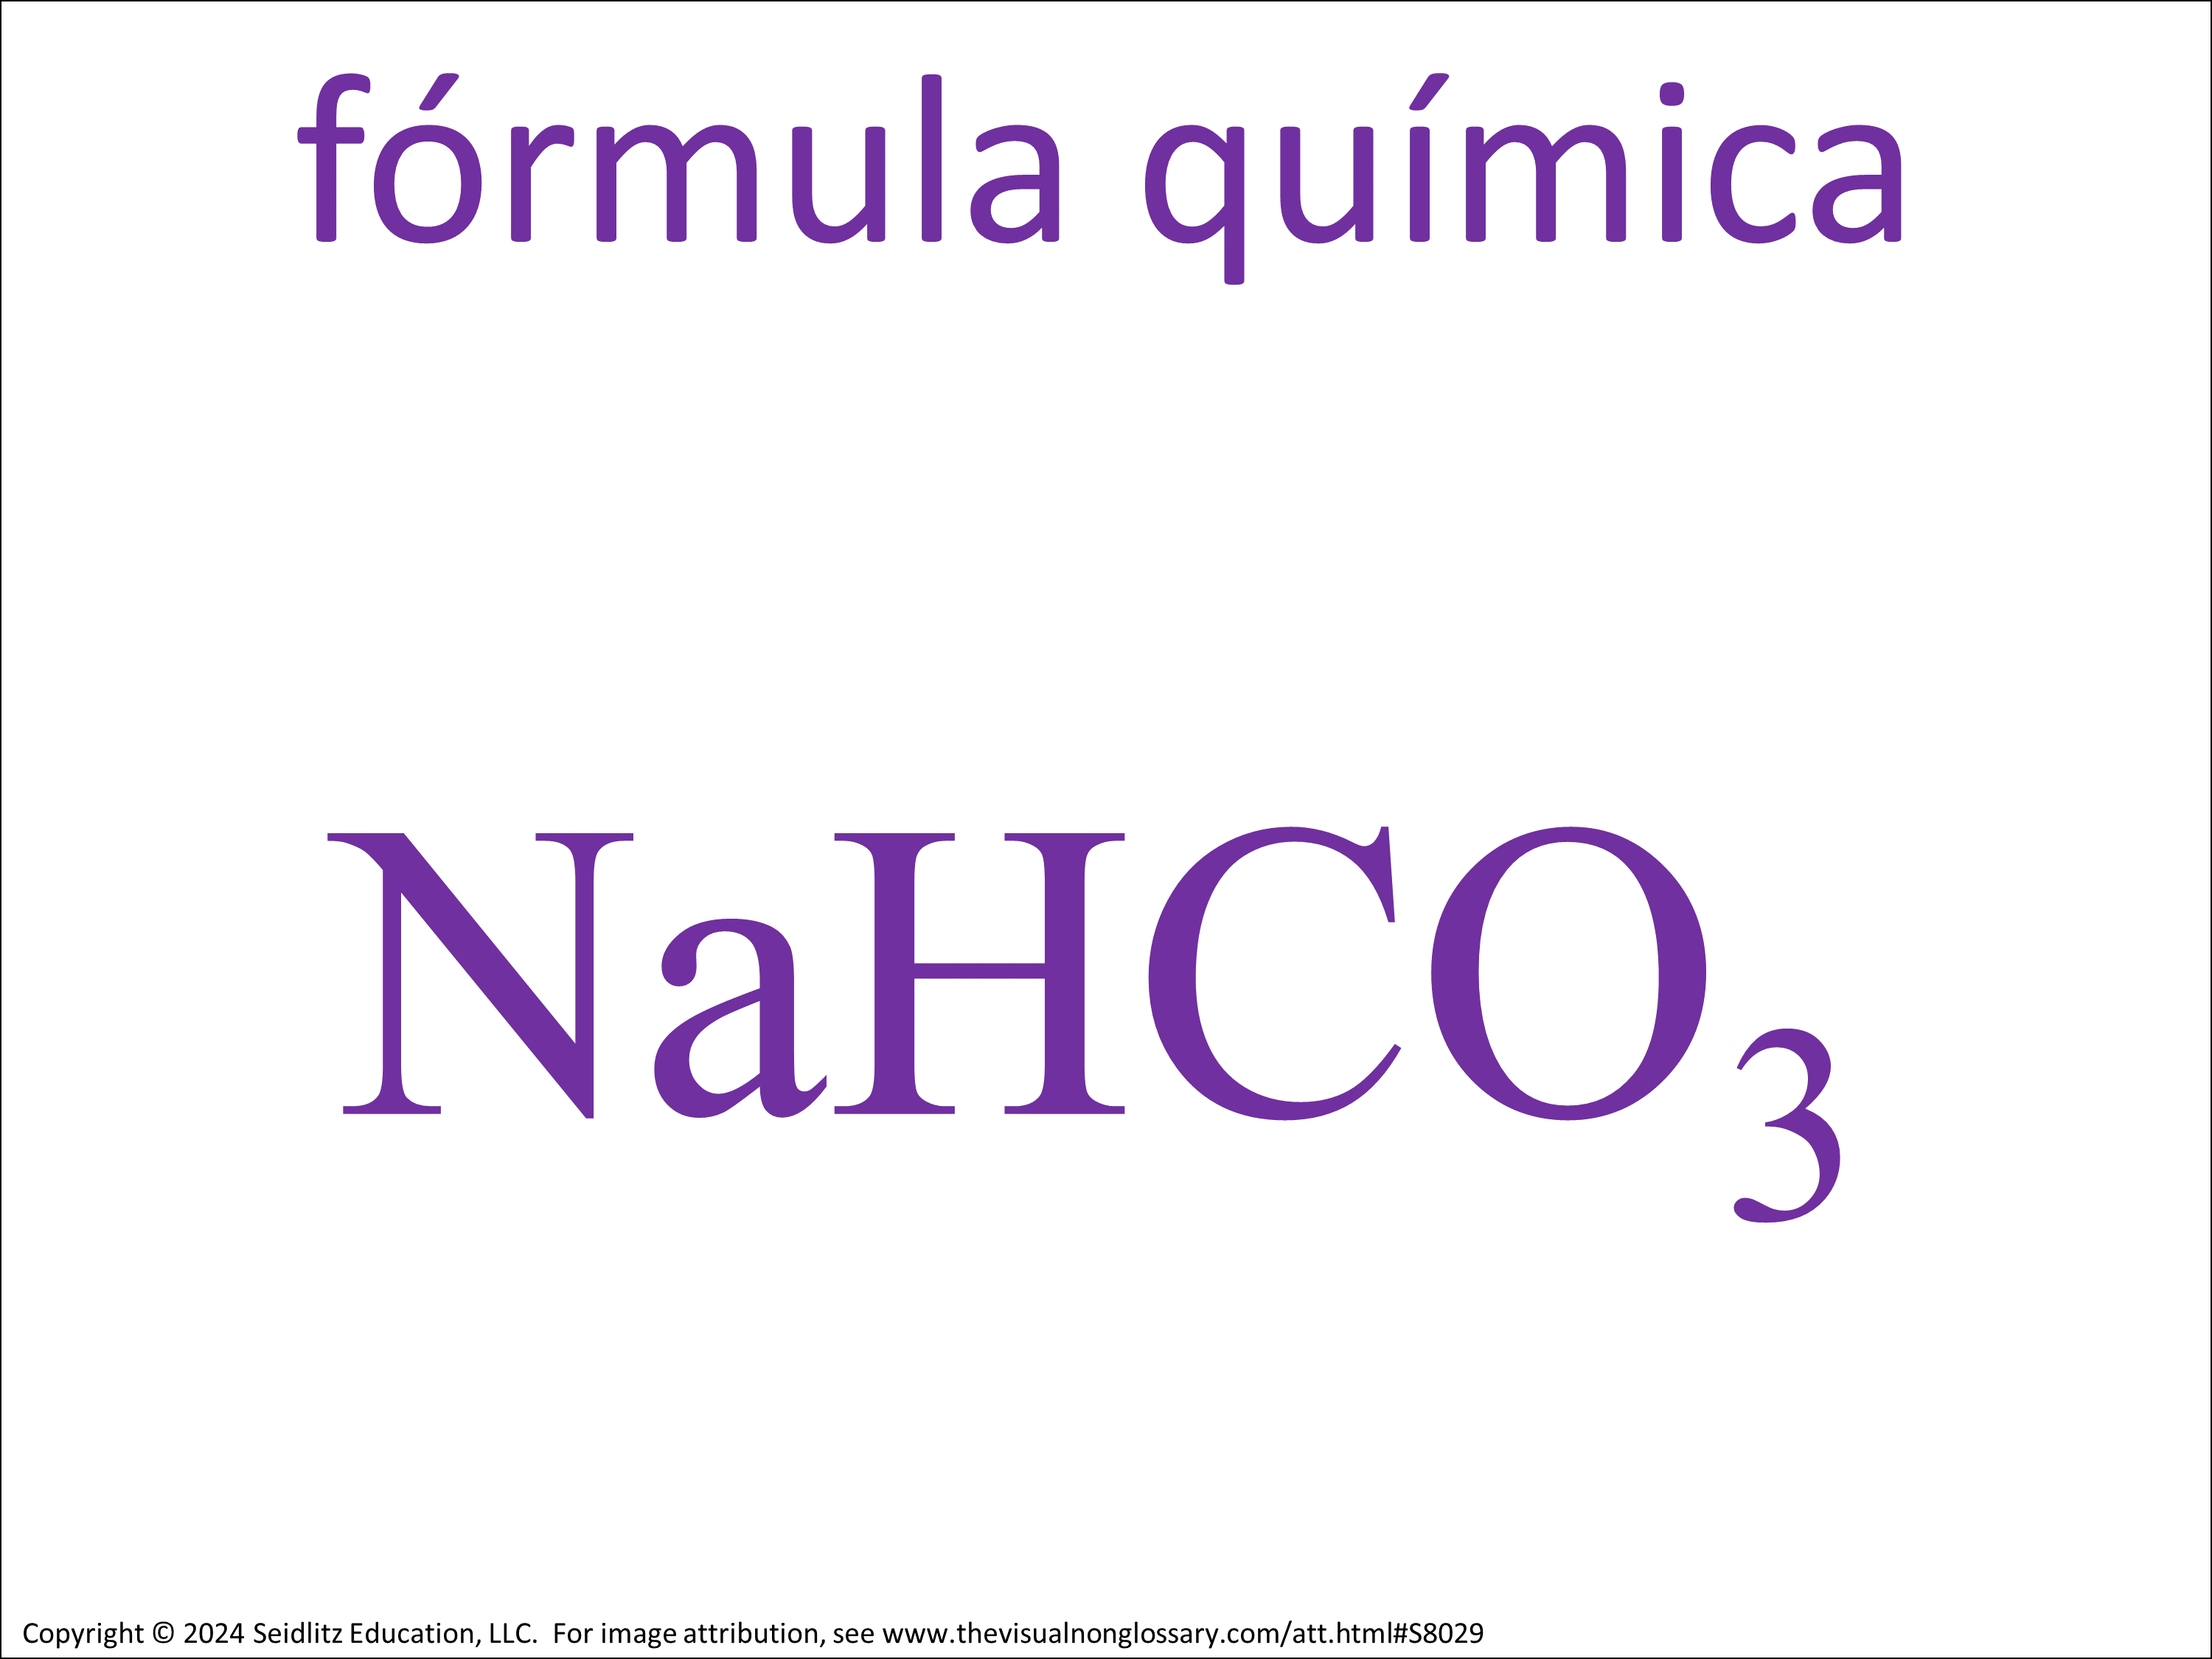 fórmula química
NaHCO₃
Copyright © 2024 Seidlitz Education, LLC.  For image attribution, see www.thevisualnonglossary.com/att.html#S8029